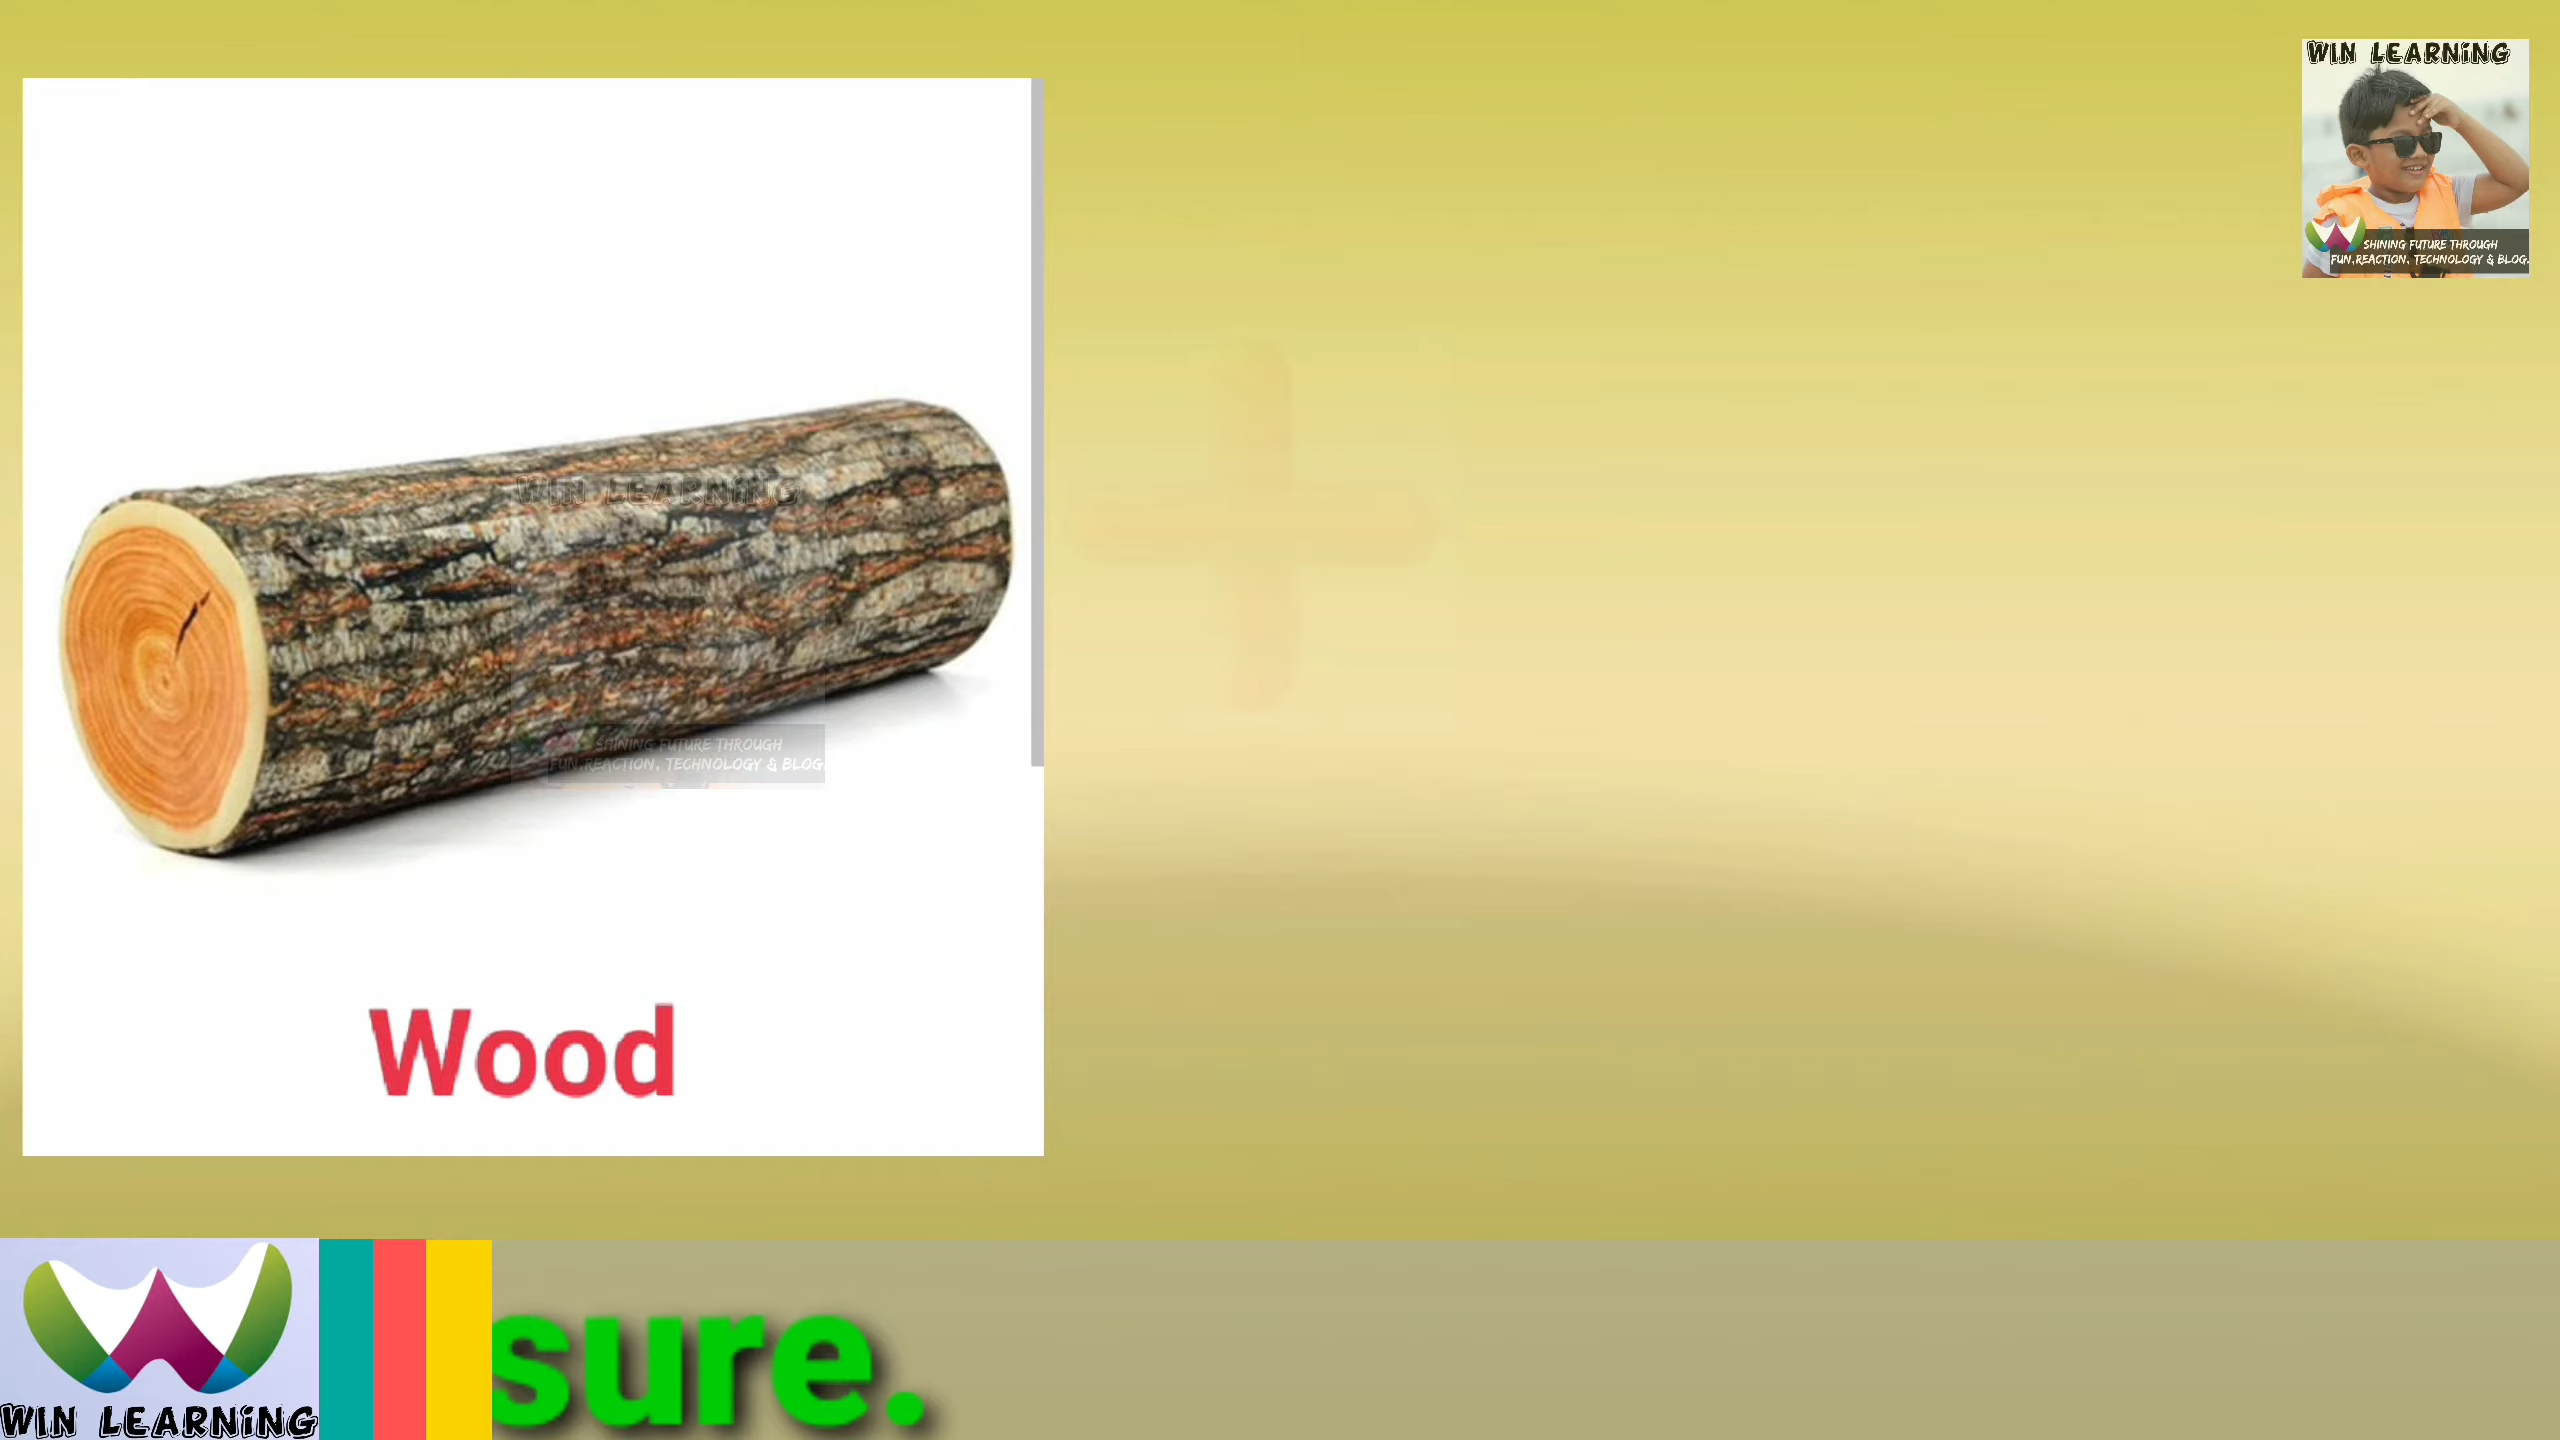 WIN LEARNING
SHINING FUTURE THROUGH
FUN,REACTION, TECHNOLOGY & BLOG.
WIN LEARNING
SHINING FUTURE THROUGH
FUN,REACTION, TECHNOLOGY & BLOG.
Wood
sure.
WIN LEARNING